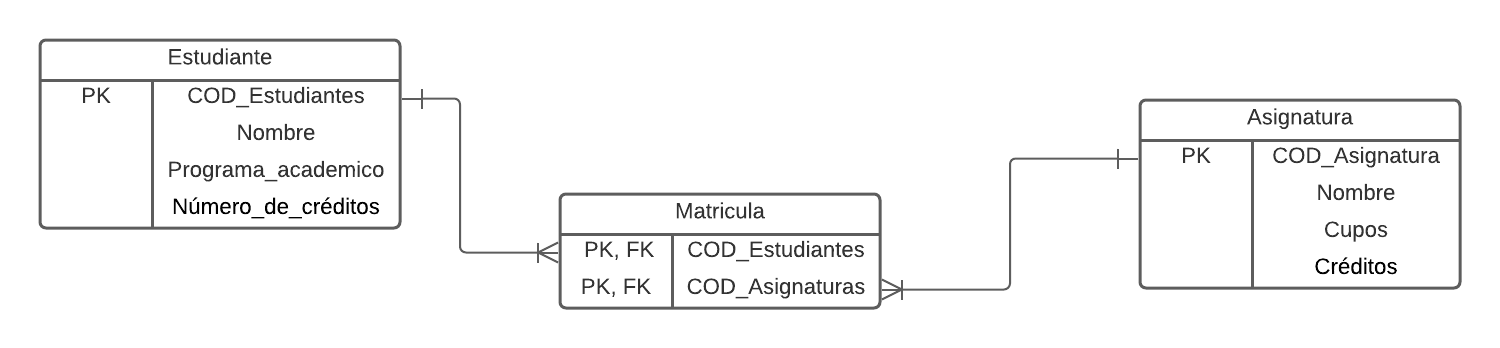 Estudiante
PK COD_Estudiantes
Nombre
Programa_academico
Número_de_créditos
Matricula
PK, FK COD_Estudiantes
PK, FK COD_Asignaturas
Asignatura
PK COD_Asignatura
Nombre
Cupos
Créditos